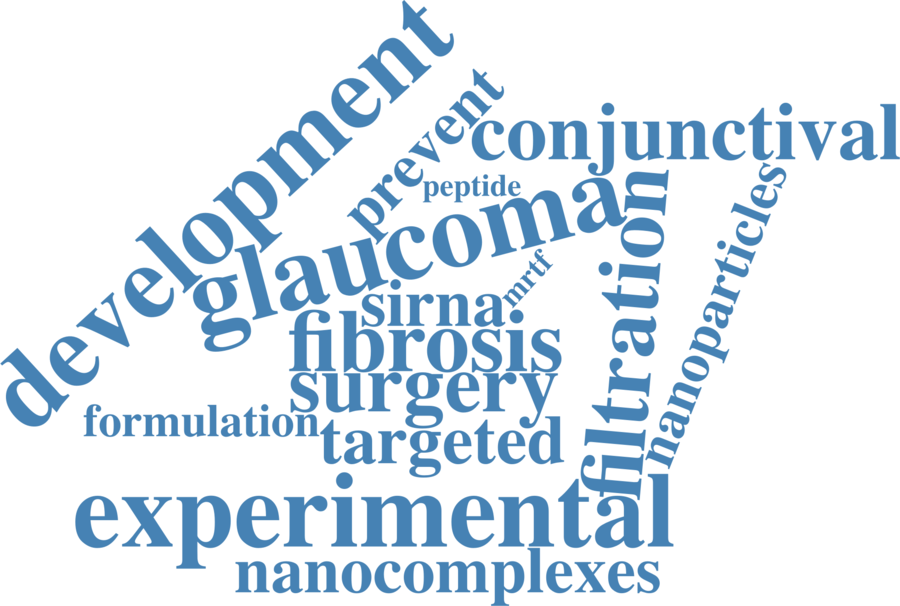 development
prevent
conjunctival
peptide
glaucoma
filtration
nanoparticles
mrtf
sirna
fibrosis
surgery
formulation
targeted
experimental
nanocomplexes